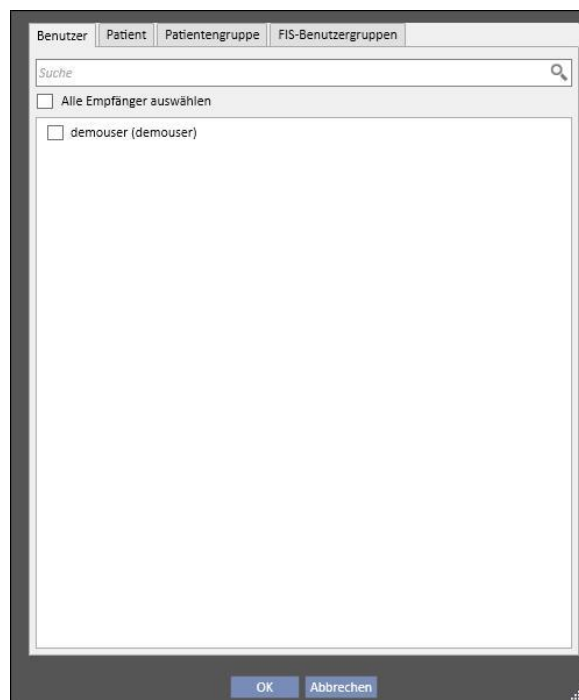 Benutzer Patient Patientengruppe FIS-Benutzergruppen
Suche
Alle Empfänger auswählen
demouser (demouser)
OK Abbrechen